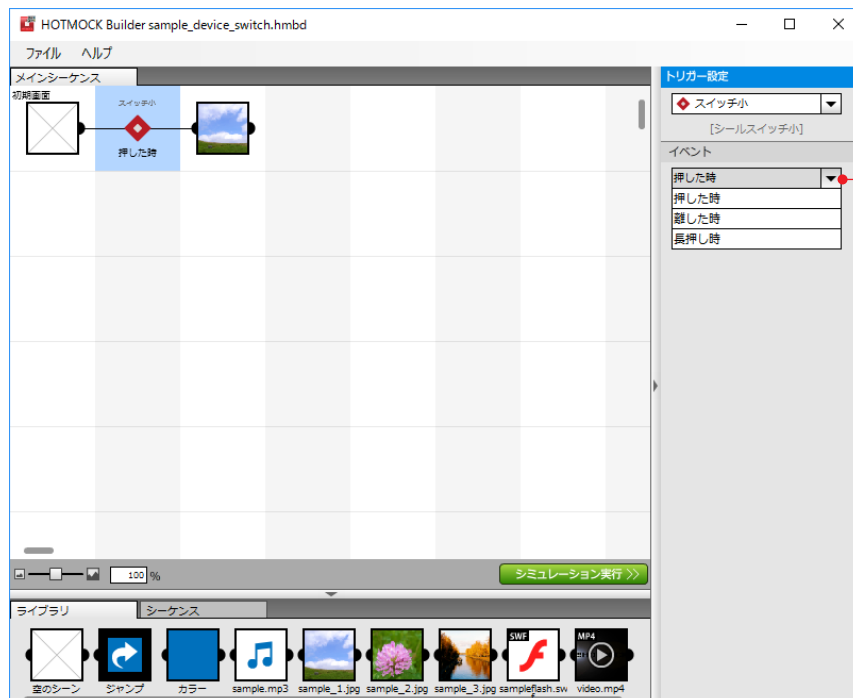 HOTMOCK Builder sample_device_switch.hmbd
ファイル ヘルプ
メインシーケンス
初期画面
スイッチ小
押した時
トリガー設定
スイッチ小
[シールスイッチ小]
イベント
押した時
押した時
離した時
長押し時
100 %
シミュレーション実行 >>
ライブラリ シーケンス
SWF MP4
空のシーン ジャンプ カラー sample.mp3 sample_1.jpg sample_2.jpg sample_3.jpg sampleflash.sw video.mp4